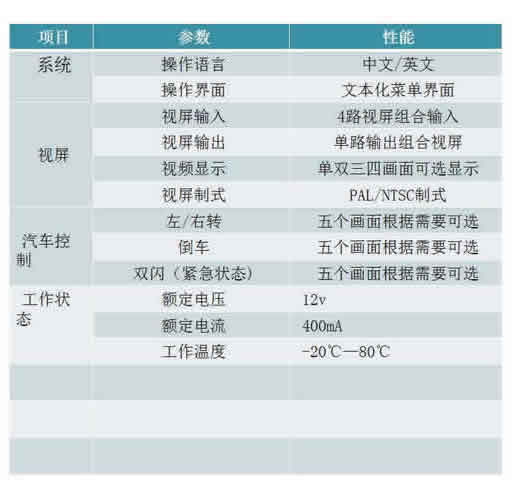 项目 参数 性能
系统 操作语言 中文/英文
操作界面 文本化菜单界面
视屏输入 4路视屏组合输入
视屏 视屏输出 单路输出组合视屏
视频显示 单双三四画面可选显示
视屏制式 PAL/NTSC制式
左/右转 五个画面根据需要可选
汽车控
制
倒车 五个画面根据需要可选
双闪（紧急状态) 五个画面根据需要可选
工作状
态
额定电压 12v
额定电流 400mA
工作温度 -20℃—80℃